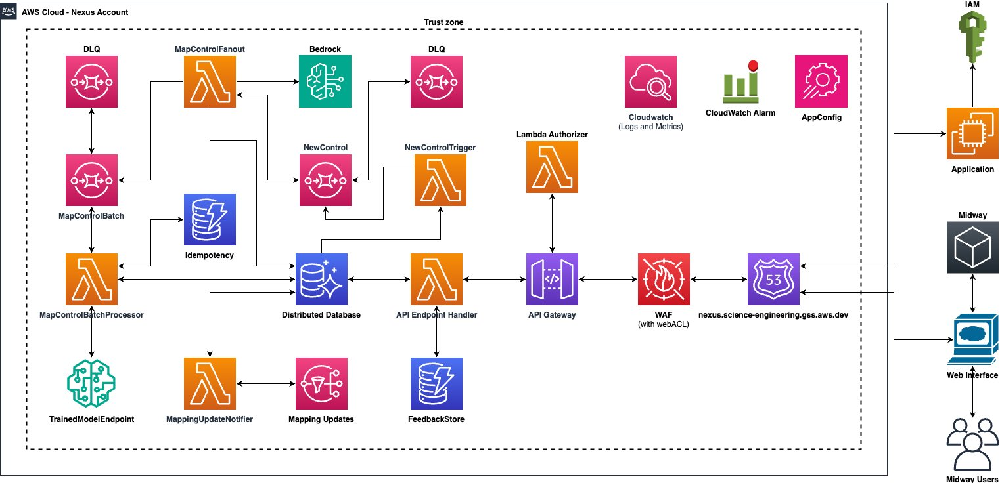 aws
AWS Cloud - Nexus Account
IAM
Trust zone
DLQ
MapControlFanout
Bedrock
DLQ
Cloudwatch
(Logs and Metrics)
CloudWatch Alarm
AppConfig
Lambda Authorizer
NewControl
NewControlTrigger
Application
MapControlBatch
Midway
Idempotency
53
MapControlBatchProcessor
Distributed Database
API Endpoint Handler
API Gateway
WAF
(with webACL)
nexus.science-engineering.gss.aws.dev
Web Interface
TrainedModelEndpoint
MappingUpdateNotifier
Mapping Updates
FeedbackStore
Midway Users